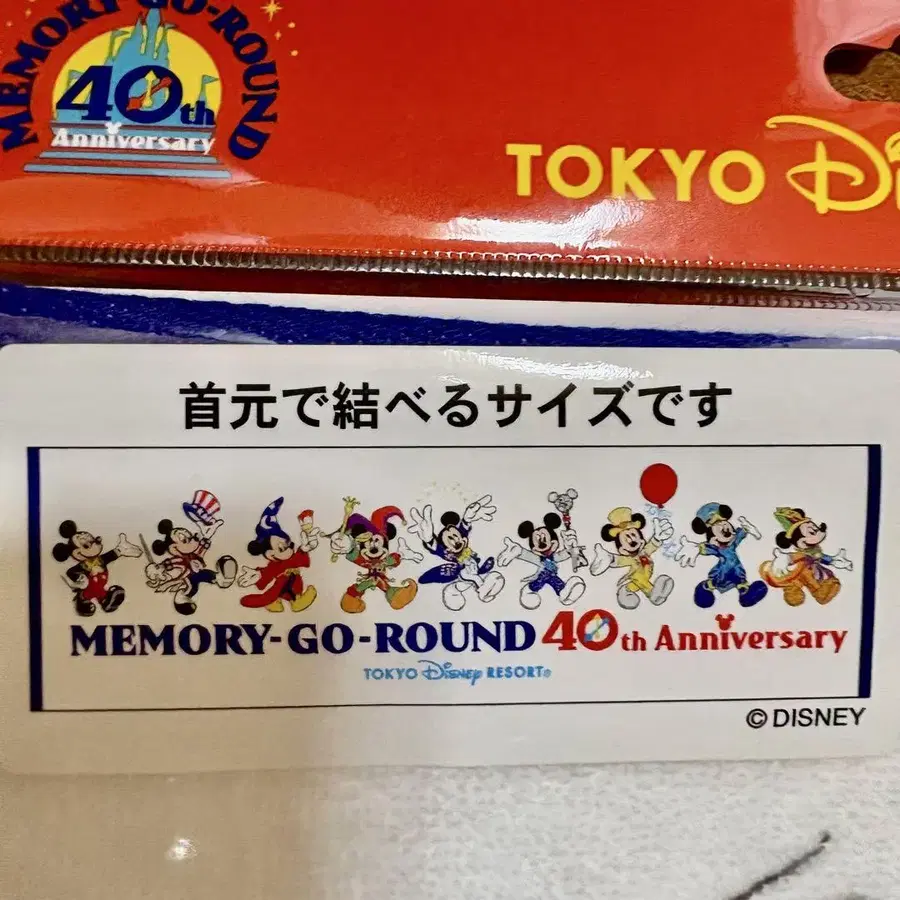 MEMORY-GO-ROUND
40th
Anniversary
TOKYO
首元で結べるサイズです
MEMORY-GO-ROUND 40th Anniversary
TOKYO Disney RESORT®
©DISNEY